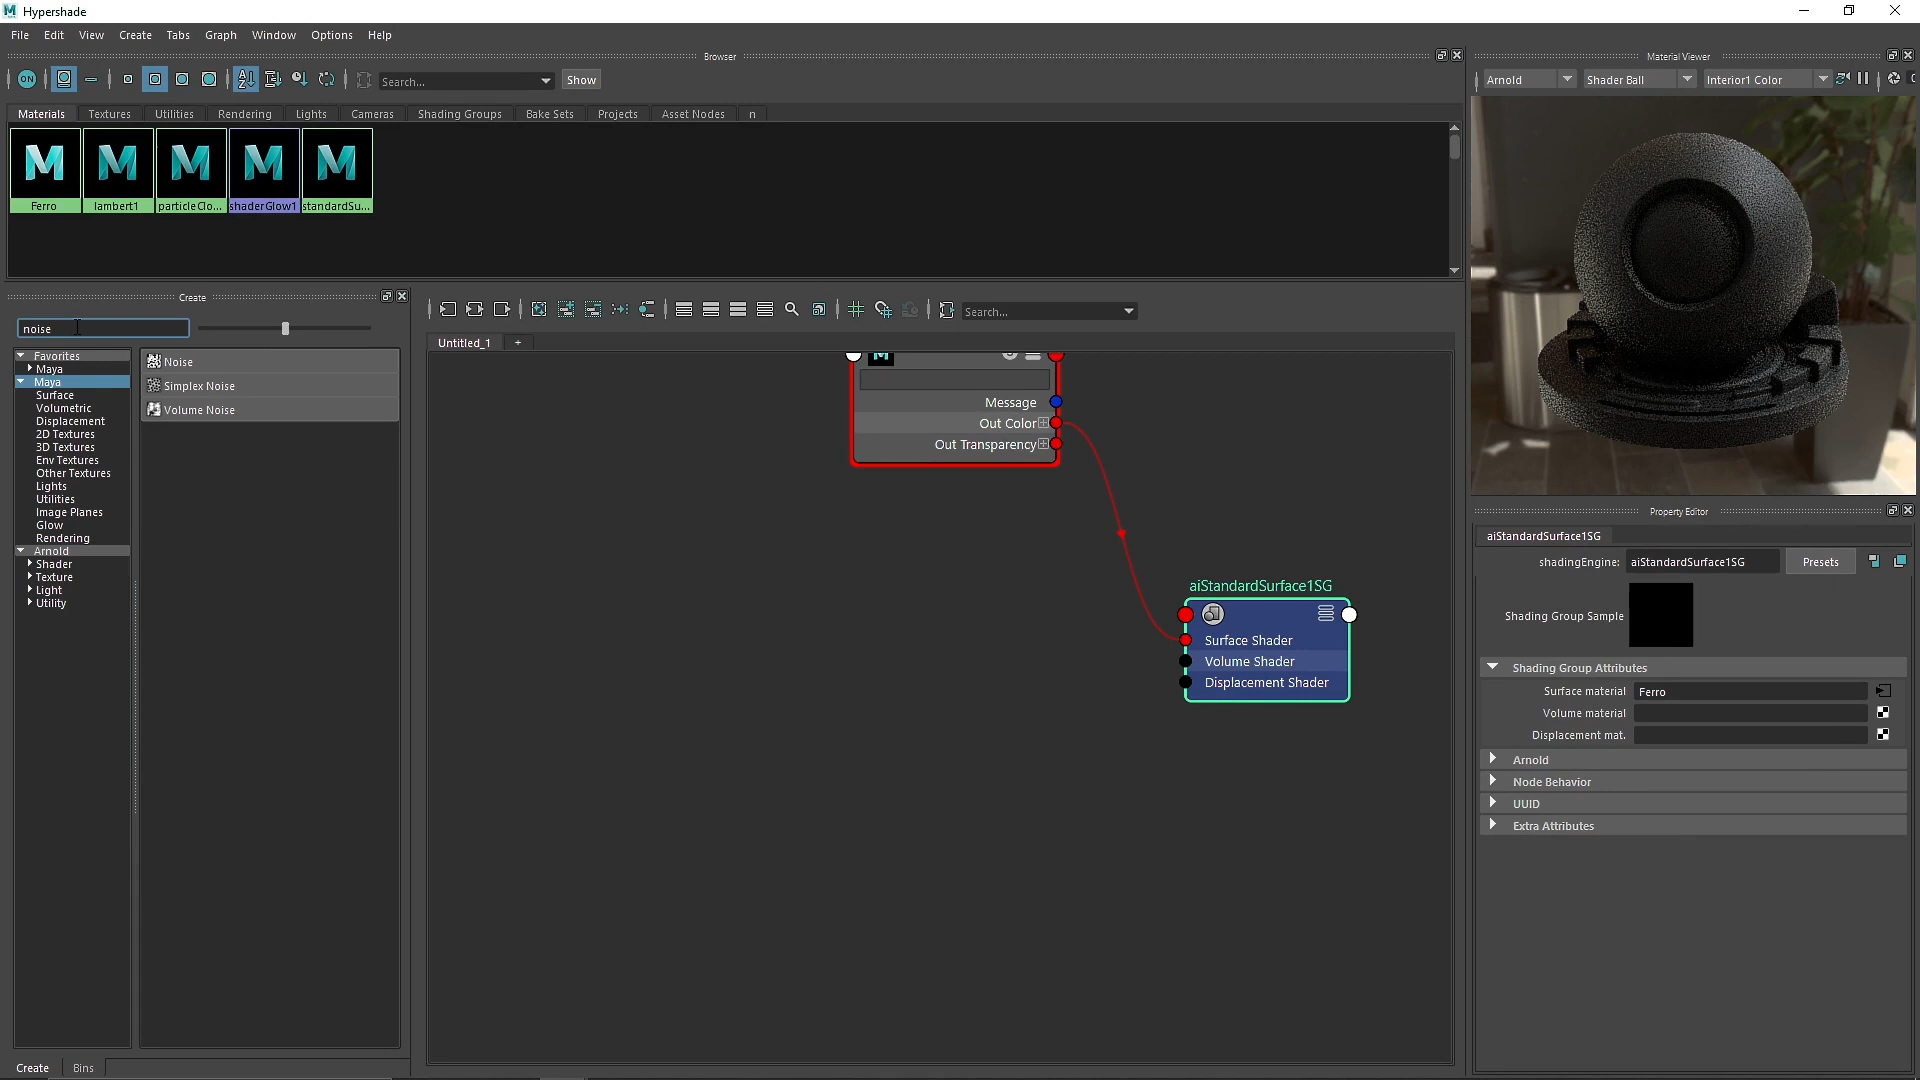 Hypershade
File Edit View Create Tabs Graph Window Options Help
Browser
Material Viewer
ON
Search...
Show
Arnold
Shader Ball
Interior1 Color
Materials Textures Utilities Rendering Lights Cameras Shading Groups Bake Sets Projects Asset Nodes n
Ferro lambert1 particleClo... shaderGlow1 standardSu...
Create
noise
Search...
Untitled_1 +
Favorites
Maya
Maya
Surface
Volumetric
Displacement
2D Textures
3D Textures
Env Textures
Other Textures
Lights
Utilities
Image Planes
Glow
Rendering
Arnold
Shader
Texture
Light
Utility
Noise
Simplex Noise
Volume Noise
Message
Out Color
Out Transparency
aiStandardSurface1SG
Surface Shader
Volume Shader
Displacement Shader
Property Editor
aiStandardSurface1SG
shadingEngine: aiStandardSurface1SG Presets
Shading Group Sample
Shading Group Attributes
Surface material Ferro
Volume material
Displacement mat.
Arnold
Node Behavior
UUID
Extra Attributes
Create Bins